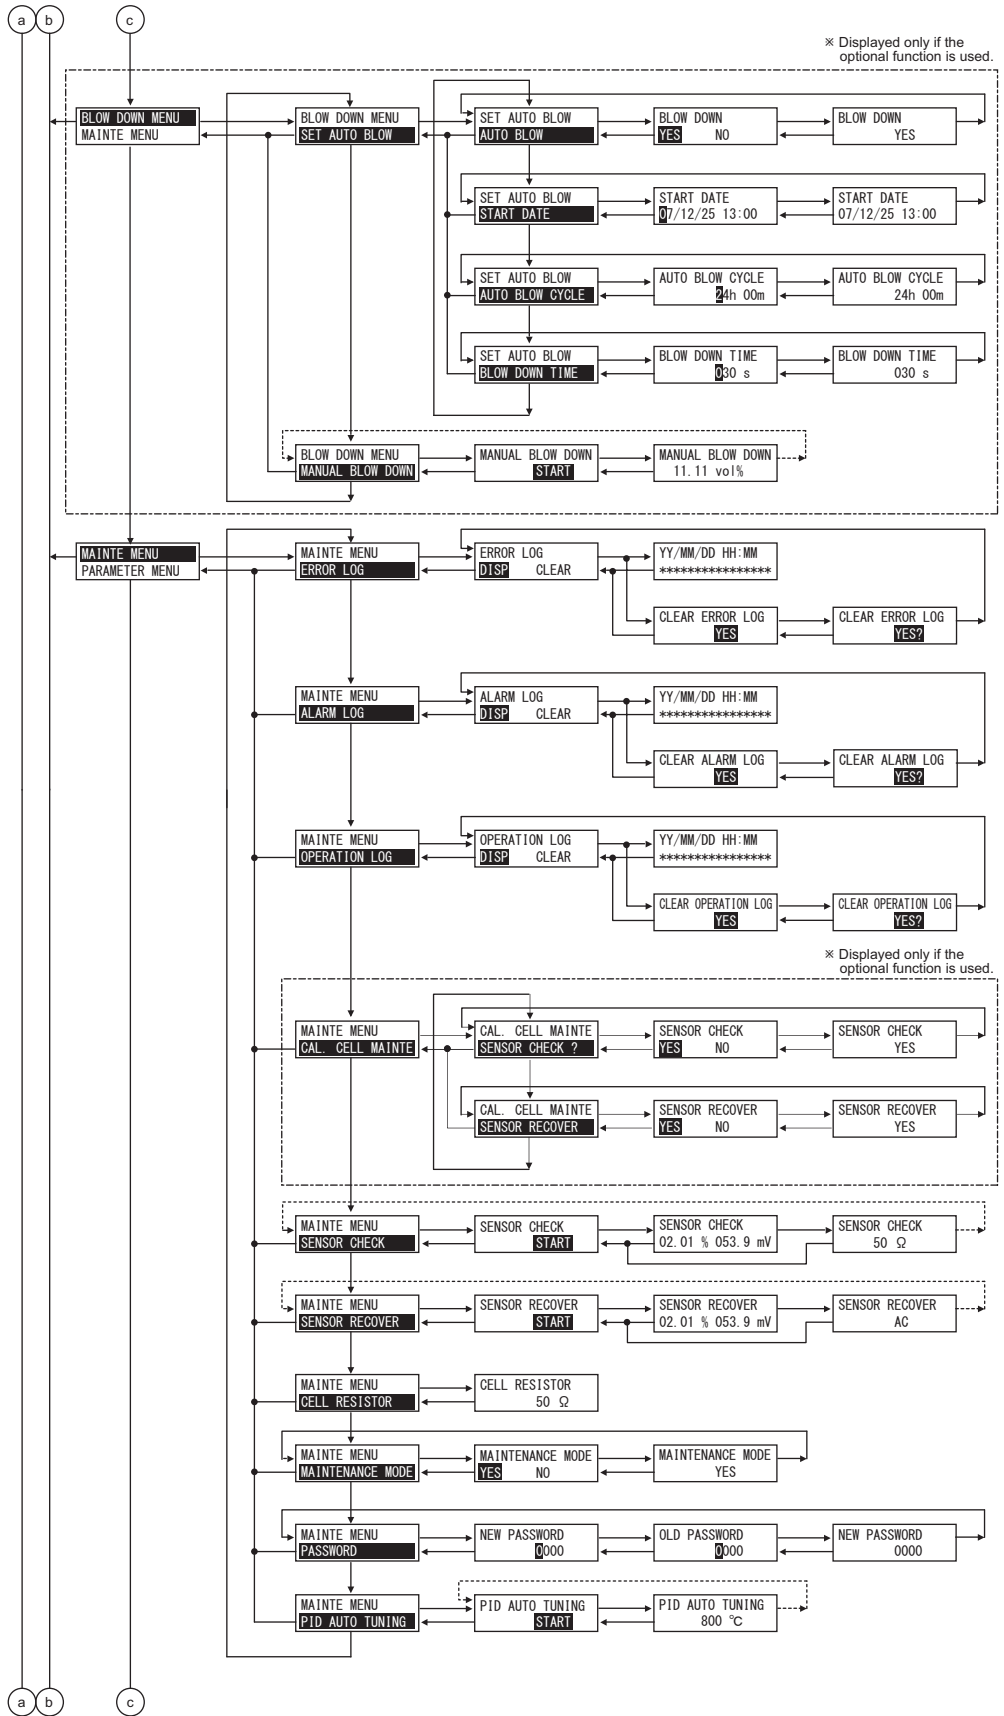 a b c
※ Displayed only if the
optional function is used.
BLOW DOWN MENU
MAINTE MENU
BLOW DOWN MENU
SET AUTO BLOW
SET AUTO BLOW
AUTO BLOW
BLOW DOWN
YES NO
BLOW DOWN
YES
SET AUTO BLOW
START DATE
START DATE
07/12/25 13:00
START DATE
07/12/25 13:00
SET AUTO BLOW
AUTO BLOW CYCLE
AUTO BLOW CYCLE
24h 00m
AUTO BLOW CYCLE
24h 00m
SET AUTO BLOW
BLOW DOWN TIME
BLOW DOWN TIME
030 s
BLOW DOWN TIME
030 s
BLOW DOWN MENU
MANUAL BLOW DOWN
MANUAL BLOW DOWN
START
MANUAL BLOW DOWN
11.11 vol%
MAINTE MENU
PARAMETER MENU
MAINTE MENU
ERROR LOG
ERROR LOG
DISP CLEAR
YY/MM/DD HH:MM
****************
CLEAR ERROR LOG
YES
CLEAR ERROR LOG
YES?
MAINTE MENU
ALARM LOG
ALARM LOG
DISP CLEAR
YY/MM/DD HH:MM
****************
CLEAR ALARM LOG
YES
CLEAR ALARM LOG
YES?
MAINTE MENU
OPERATION LOG
OPERATION LOG
DISP CLEAR
YY/MM/DD HH:MM
****************
CLEAR OPERATION LOG
YES
CLEAR OPERATION LOG
YES?
※ Displayed only if the
optional function is used.
MAINTE MENU
CAL. CELL MAINTE
CAL. CELL MAINTE
SENSOR CHECK ?
SENSOR CHECK
YES NO
SENSOR CHECK
YES
CAL. CELL MAINTE
SENSOR RECOVER
SENSOR RECOVER
YES NO
SENSOR RECOVER
YES
MAINTE MENU
SENSOR CHECK
SENSOR CHECK
START
SENSOR CHECK
02.01 % 053.9 mV
SENSOR CHECK
50 Ω
MAINTE MENU
SENSOR RECOVER
SENSOR RECOVER
START
SENSOR RECOVER
02.01 % 053.9 mV
SENSOR RECOVER
AC
MAINTE MENU
CELL RESISTOR
CELL RESISTOR
50 Ω
MAINTE MENU
MAINTENANCE MODE
MAINTENANCE MODE
YES NO
MAINTENANCE MODE
YES
MAINTE MENU
PASSWORD
NEW PASSWORD
0000
OLD PASSWORD
0000
NEW PASSWORD
0000
MAINTE MENU
PID AUTO TUNING
PID AUTO TUNING
START
PID AUTO TUNING
800 ℃
a b c